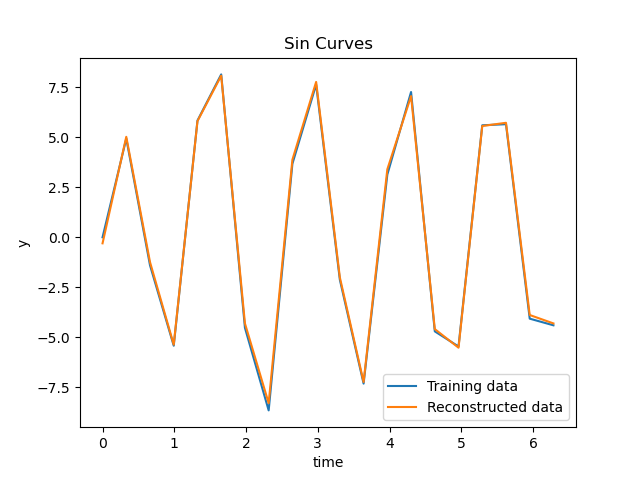 Sin Curves
7.5
5.0
2.5
0.0
−2.5
−5.0
−7.5
y
0 1 2 3 4 5 6
time
Training data
Reconstructed data